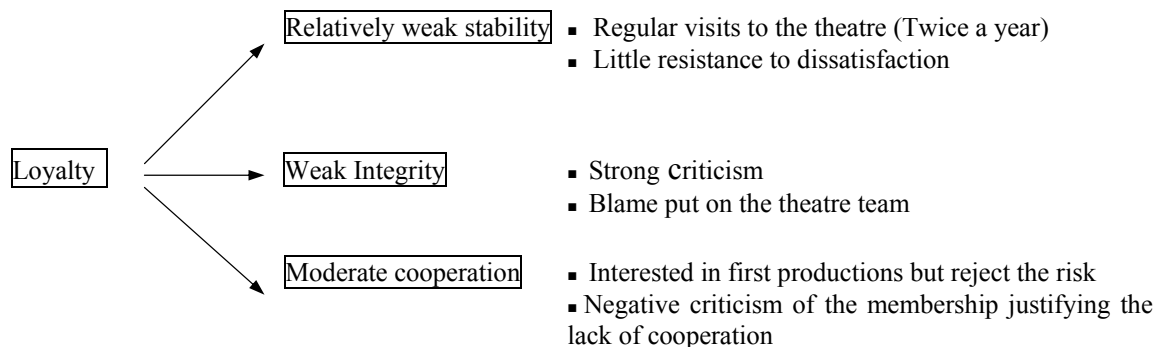 Relatively weak stability
▪ Regular visits to the theatre (Twice a year)
▪ Little resistance to dissatisfaction
Loyalty
Weak Integrity
▪ Strong criticism
▪ Blame put on the theatre team
Moderate cooperation
▪ Interested in first productions but reject the risk
▪ Negative criticism of the membership justifying the
lack of cooperation